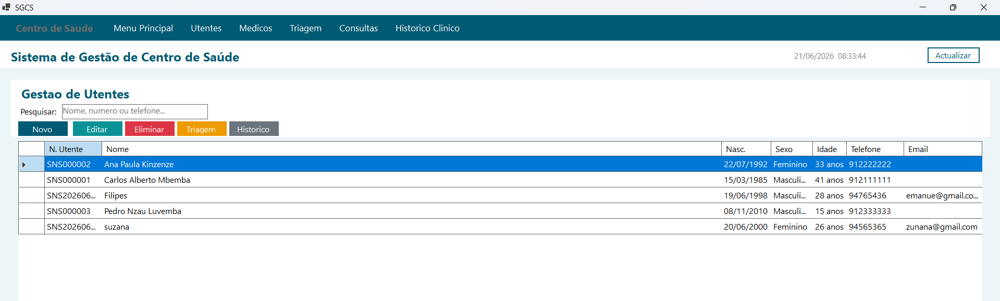 SGCS
Centro de Saude Menu Principal Utentes Medicos Triagem Consultas Historico Clinico
Sistema de Gestão de Centro de Saúde 21/06/2026 08:33:44 Actualizar
Gestao de Utentes
Pesquisar: Nome, numero ou telefone...
Novo Editar Eliminar Triagem Historico
N. Utente Nome Nasc. Sexo Idade Telefone Email
SNS000002 Ana Paula Kinzenze 22/07/1992 Feminino 33 anos 912222222
SNS000001 Carlos Alberto Mbemba 15/03/1985 Masculi... 41 anos 912111111
SNS202606... Filipes 19/06/1998 Masculi... 28 anos 94765436 emanue@gmail.co...
SNS000003 Pedro Nzau Luvemba 08/11/2010 Masculi... 15 anos 912333333
SNS202606... suzana 20/06/2000 Feminino 26 anos 94565365 zunana@gmail.com